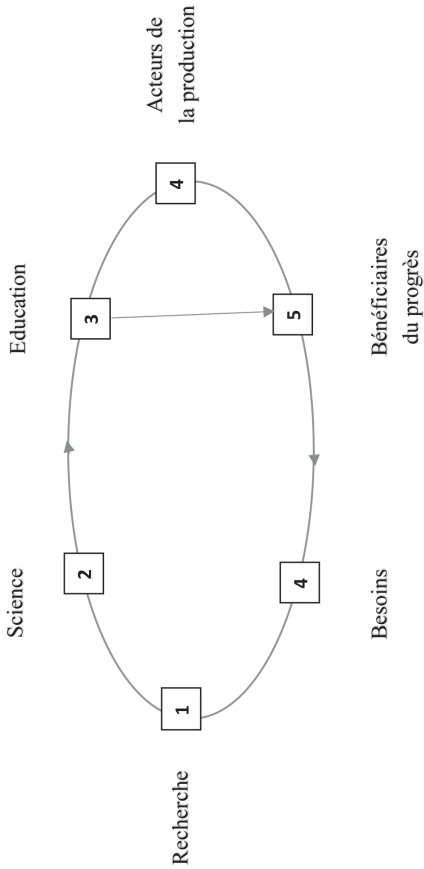 Recherche
1
Science
2
Education
3
Acteurs de
la production
4
Bénéficiaires
du progrès
5
Besoins
4